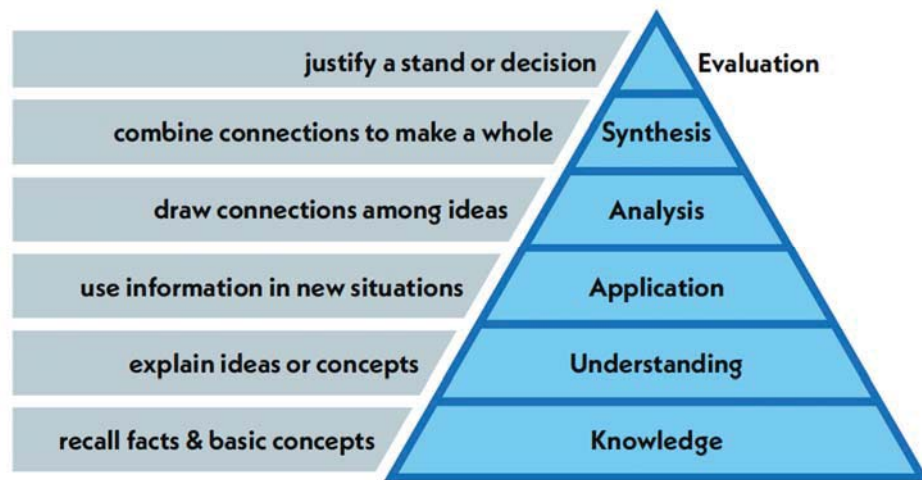 justify a stand or decision Evaluation
combine connections to make a whole Synthesis
draw connections among ideas Analysis
use information in new situations Application
explain ideas or concepts Understanding
recall facts & basic concepts Knowledge